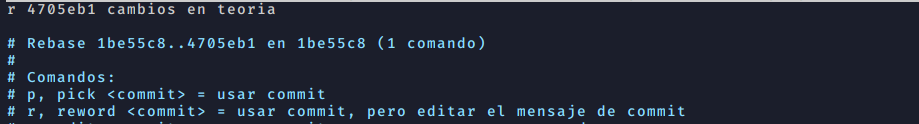 r 4705eb1 cambios en teoria
# Rebase 1be55c8..4705eb1 en 1be55c8 (1 comando)
#
# Comandos:
# p, pick <commit> = usar commit
# r, reword <commit> = usar commit, pero editar el mensaje de commit